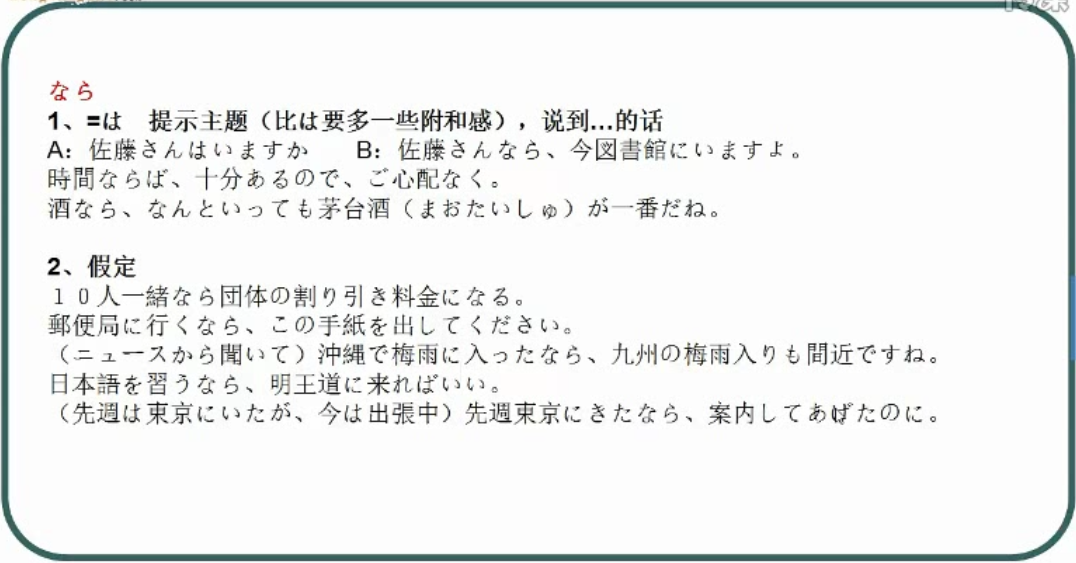 なら
1、=は　提示主题（比は要多一些附和感），说到...的话
A：佐藤さんはいますか　　B：佐藤さんなら、今図書館にいますよ。
時間ならば、十分あるので、ご心配なく。
酒なら、なんといっても茅台酒（まおたいしゅ）が一番だね。
2、假定
１０人一緒なら団体の割り引き料金になる。
郵便局に行くなら、この手紙を出してください。
（ニュースから聞いて）沖縄で梅雨に入ったなら、九州の梅雨入りも間近ですね。
日本語を習うなら、明王道に来ればいい。
（先週は東京にいたが、今は出張中）先週東京にきたなら、案内してあげたのに。